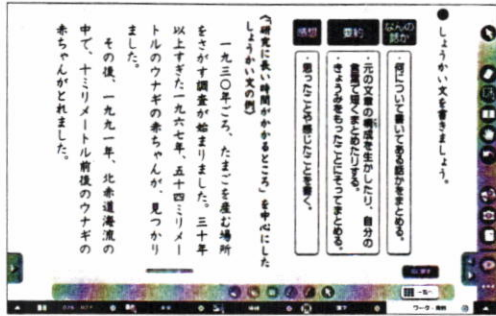 ●しょうかい文を書きましょう。
なんの話か
・何について書いてある話かをまとめる。
要約
・元の文章の構成を生かしたり、自分の言葉で短くまとめたりする。
・きょうみをもったことにそってまとめる。
感想
・思ったことや感じたことを書く。
〈「研究に長い時間がかかるところ」を中心にした
しょうかい文の例〉
一九三〇年ごろ、たまごを産む場所
をさがす調査が始まりました。三十年
以上すぎた一九六七年、五十四ミリメー
トルのウナギの赤ちゃんが、見つかり
ました。
その後、一九九一年、北赤道海流の
中で、十ミリメートル前後のウナギの
赤ちゃんがとれました。